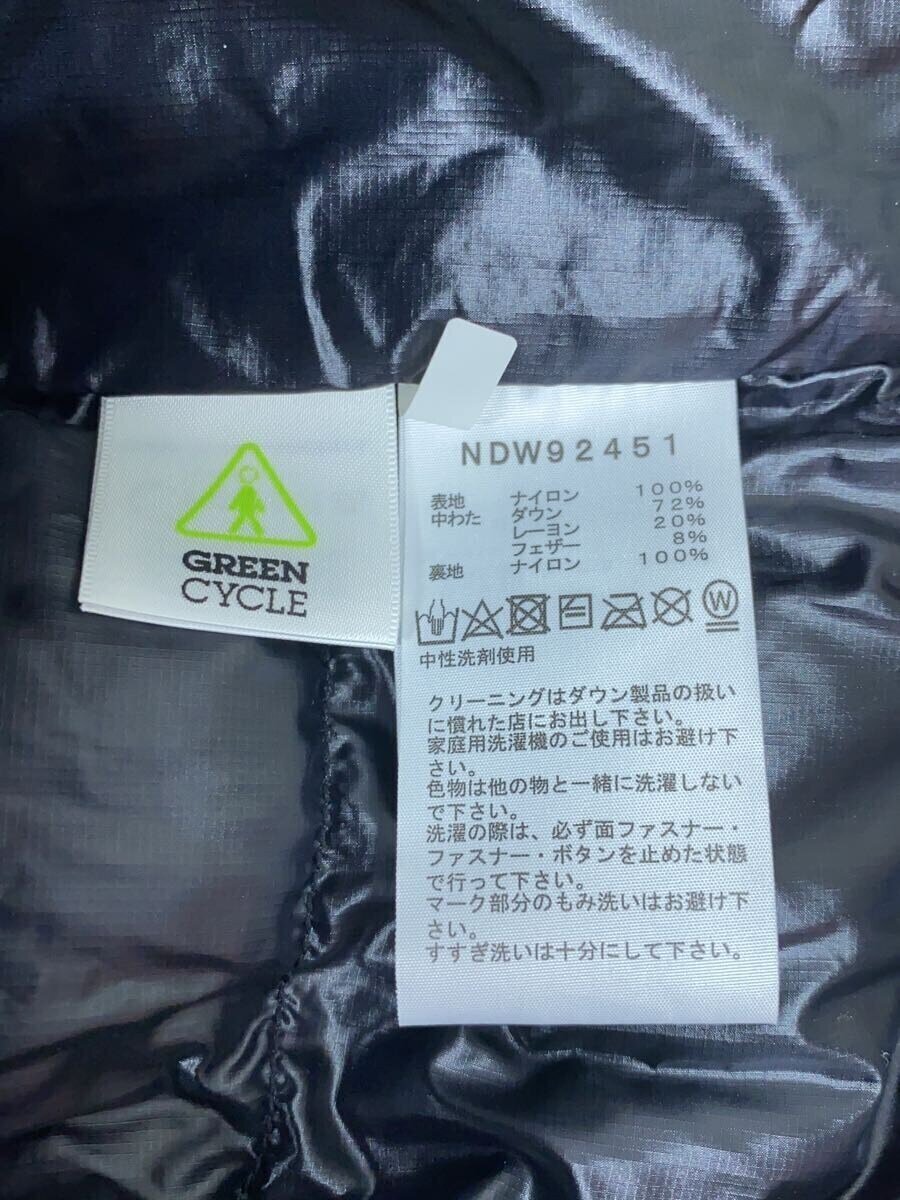 GREEN
CYCLE
NDW92451
表地 ナイロン 100%
中わた ダウン 72%
レーヨン 20%
フェザー 8%
裏地 ナイロン 100%
W
中性洗剤使用
クリーニングはダウン製品の扱い
に慣れた店にお出し下さい。
家庭用洗濯機のご使用はお避け下
さい。
色物は他の物と一緒に洗濯しない
で下さい。
洗濯の際は、必ず面ファスナー・
ファスナー・ボタンを止めた状態
で行って下さい。
マーク部分のもみ洗いはお避け下
さい。
すすぎ洗いは十分にして下さい。